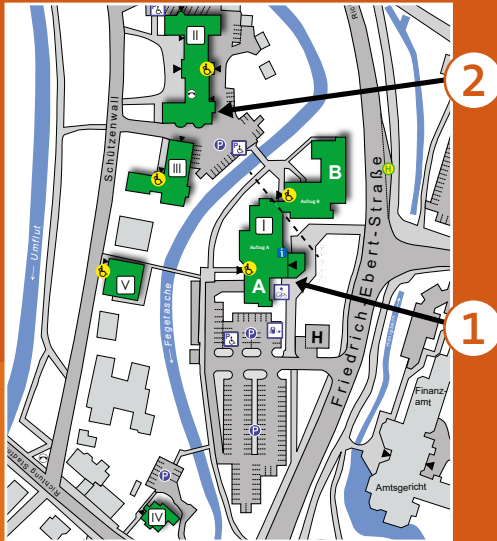 II
2
Schützenwall
P
III
B
H
Aufzug B
I
Friedrich-Ebert-Straße
Aufzug A
i
← Umflut
V
A
← Fegetasche
1
P
H
Finanz-
amt
P
Amtsgericht
P
IV